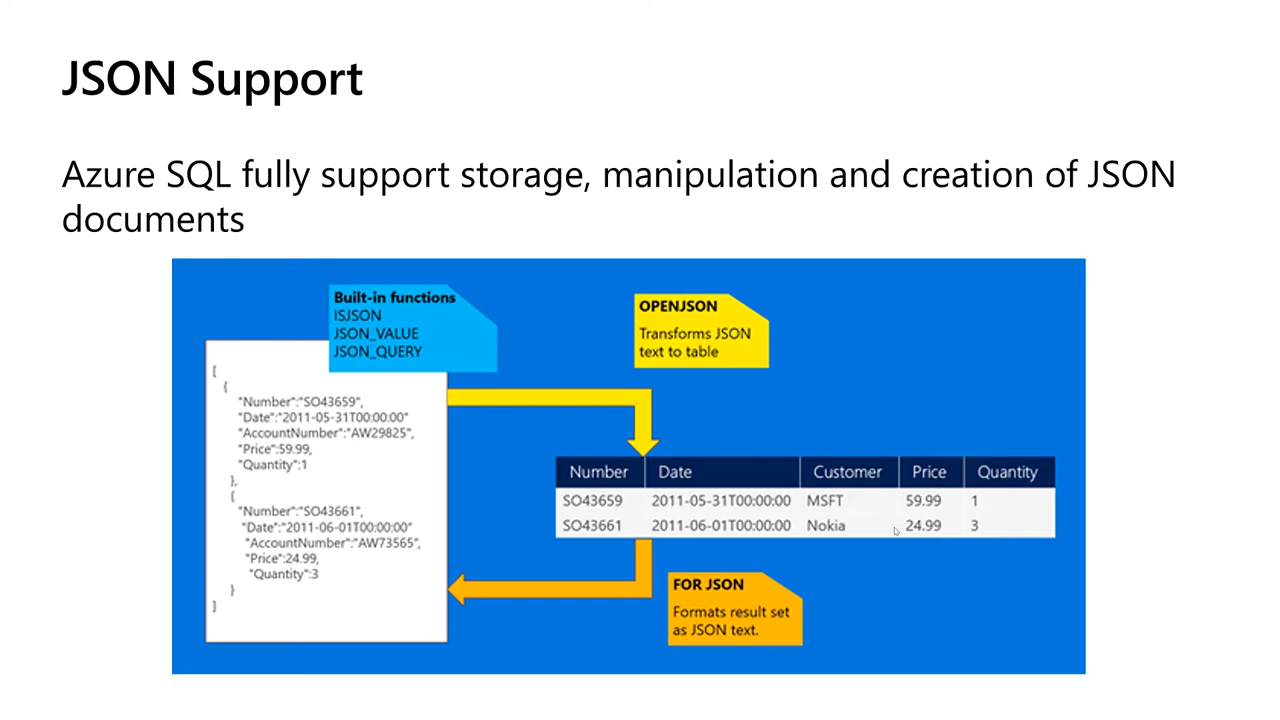 JSON Support
Azure SQL fully support storage, manipulation and creation of JSON
documents
Built-in functions
ISJSON
JSON_VALUE
JSON_QUERY
OPENJSON
Transforms JSON
text to table
[
{
"Number":"SO43659",
"Date":"2011-05-31T00:00:00"
"AccountNumber":"AW29825",
"Price":59.99,
"Quantity":1
},
{
"Number":"SO43661",
"Date":"2011-06-01T00:00:00"
"AccountNumber":"AW73565",
"Price":24.99,
"Quantity":3
}
]
Number Date Customer Price Quantity
SO43659 2011-05-31T00:00:00 MSFT 59.99 1
SO43661 2011-06-01T00:00:00 Nokia 24.99 3
FOR JSON
Formats result set
as JSON text.